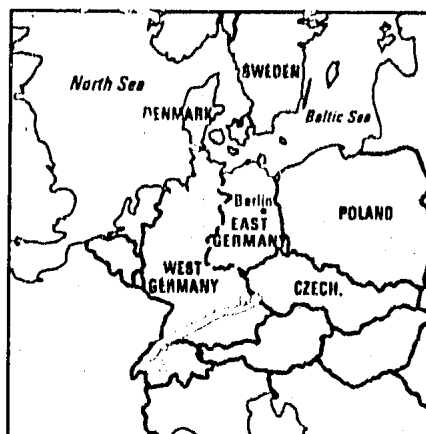 SWEDEN
North Sea
DENMARK
Baltic Sea
Berlin
EAST
GERMANY
POLAND
WEST
GERMANY
CZECH.